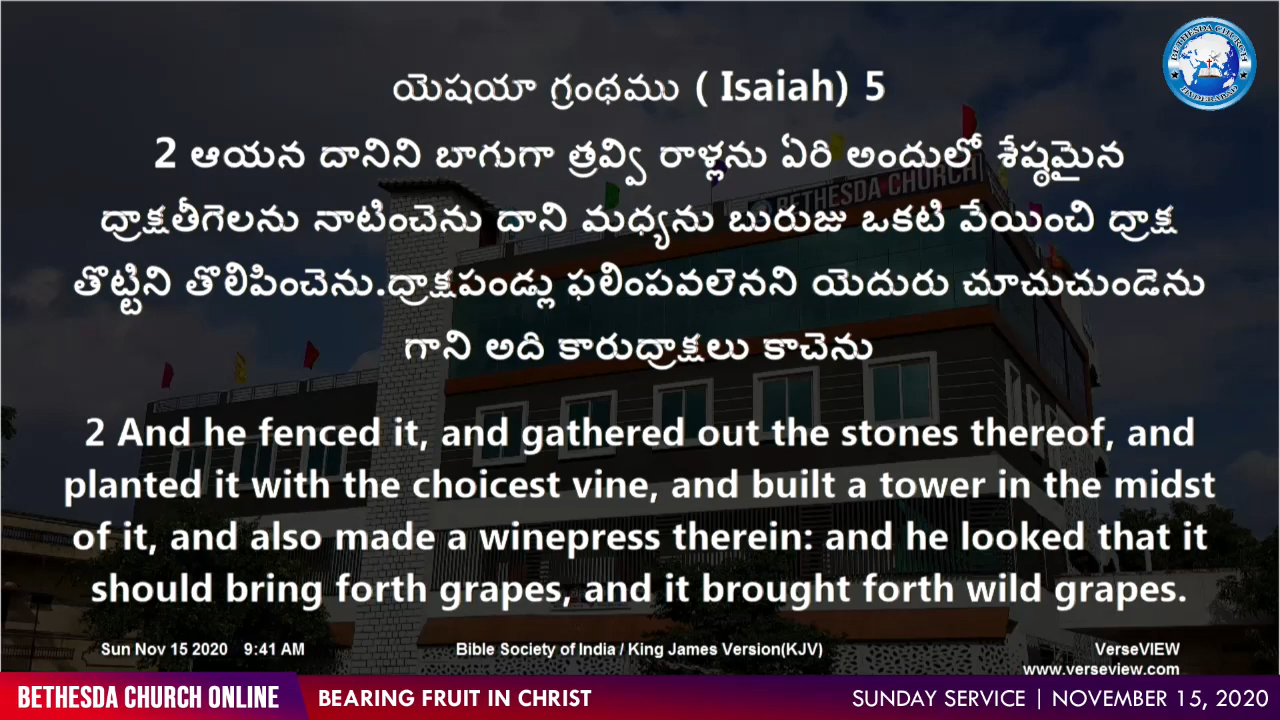 BETHESDA CHURCH
HYDERABAD
యెషయా గ్రంథము ( Isaiah) 5
2 ఆయన దానిని బాగుగా త్రవ్వి రాళ్లను ఏరి అందులో శేష్ఠమైన
ద్రాక్షతీగెలను నాటించెను దాని మధ్యను బురుజు ఒకటి వేయించి ద్రాక్ష
తొట్టిని తొలిపించెను.ద్రాక్షపండ్లు ఫలింపవలెనని యెదురు చూచుచుండెను
గాని అది కారుద్రాక్షలు కాచెను
BETHESDA CHURCH
2 And he fenced it, and gathered out the stones thereof, and
planted it with the choicest vine, and built a tower in the midst
of it, and also made a winepress therein: and he looked that it
should bring forth grapes, and it brought forth wild grapes.
Sun Nov 15 2020 9:41 AM Bible Society of India / King James Version(KJV) VerseVIEW
www.verseview.com
BETHESDA CHURCH ONLINE BEARING FRUIT IN CHRIST SUNDAY SERVICE | NOVEMBER 15, 2020